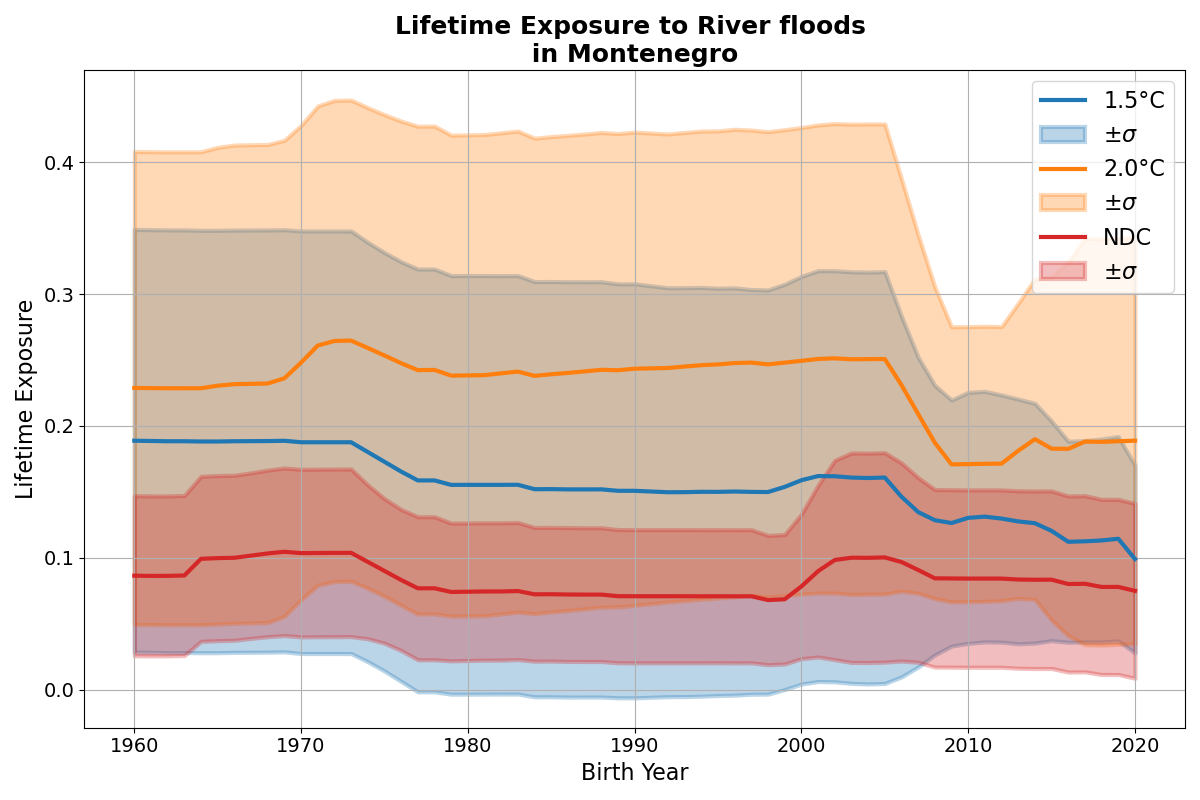 Lifetime Exposure to River floods
in Montenegro
1.5°C
±σ
2.0°C
±σ
NDC
±σ
Lifetime Exposure
0.4
0.3
0.2
0.1
0.0
1960 1970 1980 1990 2000 2010 2020
Birth Year